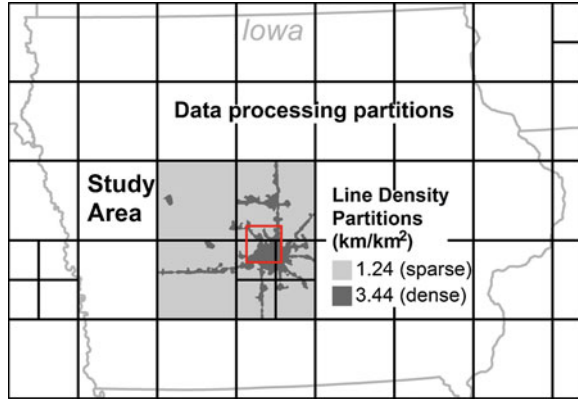 Iowa
Data processing partitions
Study
Area
Line Density
Partitions
(km/km²)
1.24 (sparse)
3.44 (dense)